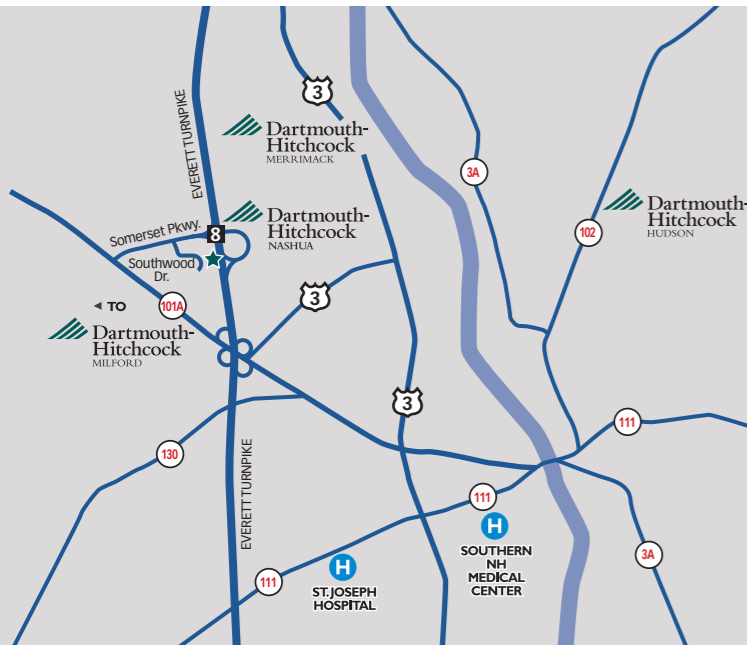 3
EVERETT TURNPIKE
Dartmouth-
Hitchcock
MERRIMACK
3A
Dartmouth-
Hitchcock
HUDSON
102
Somerset Pkwy.
8
Dartmouth-
Hitchcock
NASHUA
Southwood
Dr.
◄ TO
101A
3
Dartmouth-
Hitchcock
MILFORD
3
111
130
EVERETT TURNPIKE
111
H
SOUTHERN
NH
MEDICAL
CENTER
3A
111
H
ST. JOSEPH
HOSPITAL